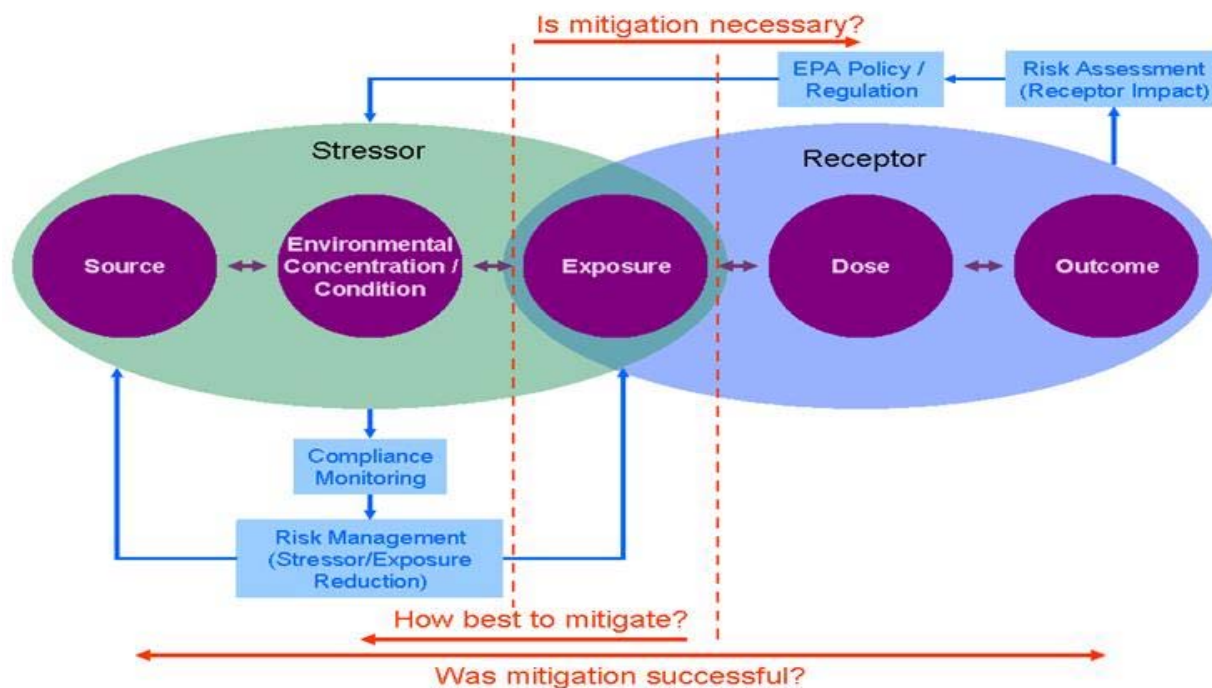 Is mitigation necessary?
EPA Policy /
Regulation
Risk Assessment
(Receptor Impact)
Stressor
Receptor
Source
Environmental
Concentration /
Condition
Exposure
Dose
Outcome
Compliance
Monitoring
Risk Management
(Stressor/Exposure
Reduction)
How best to mitigate?
Was mitigation successful?